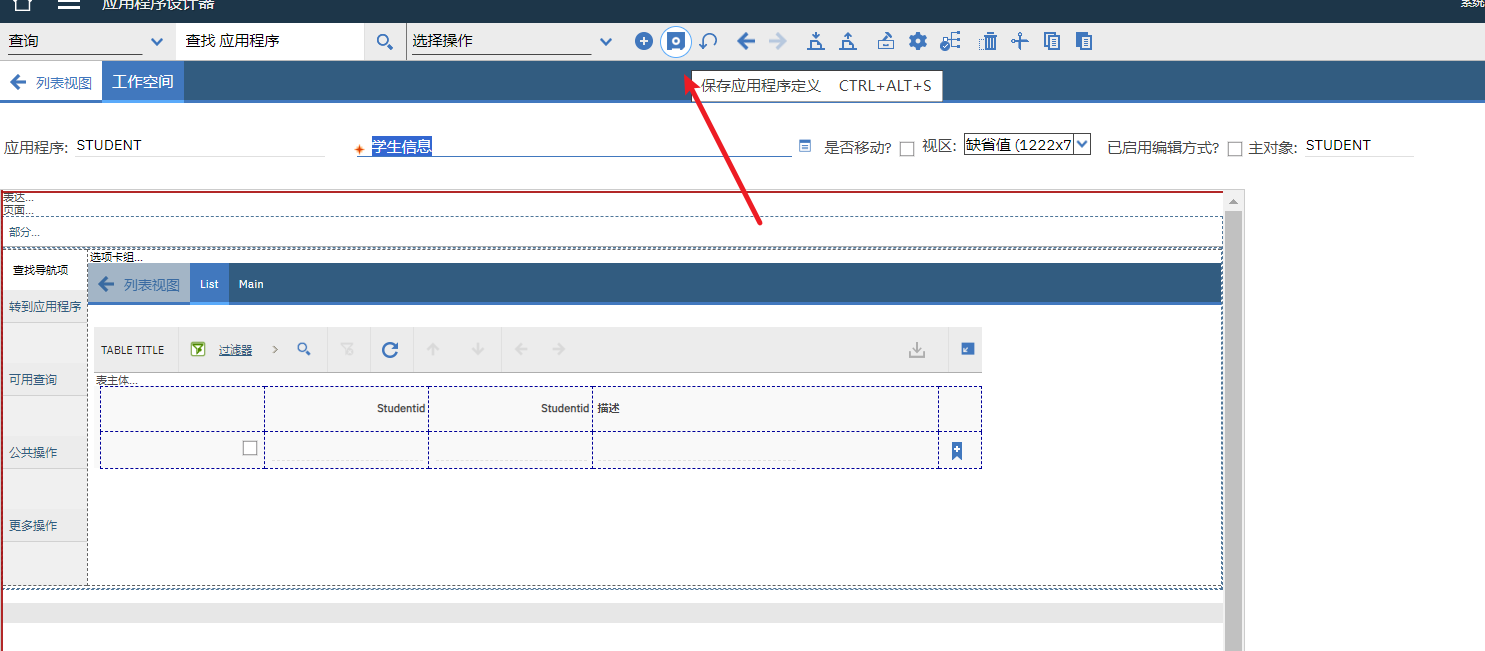 应用程序设计器
系统
查询
查找 应用程序
选择操作
列表视图
工作空间
保存应用程序定义 CTRL+ALT+S
应用程序: STUDENT
学生信息
是否移动?
视区: 缺省值 (1222x7
已启用编辑方式?
主对象: STUDENT
表达...
页面...
部分...
选项卡组...
查找导航项
列表视图
List
Main
转到应用程序
TABLE TITLE
过滤器
表主体...
可用查询
Studentid
Studentid
描述
公共操作
更多操作